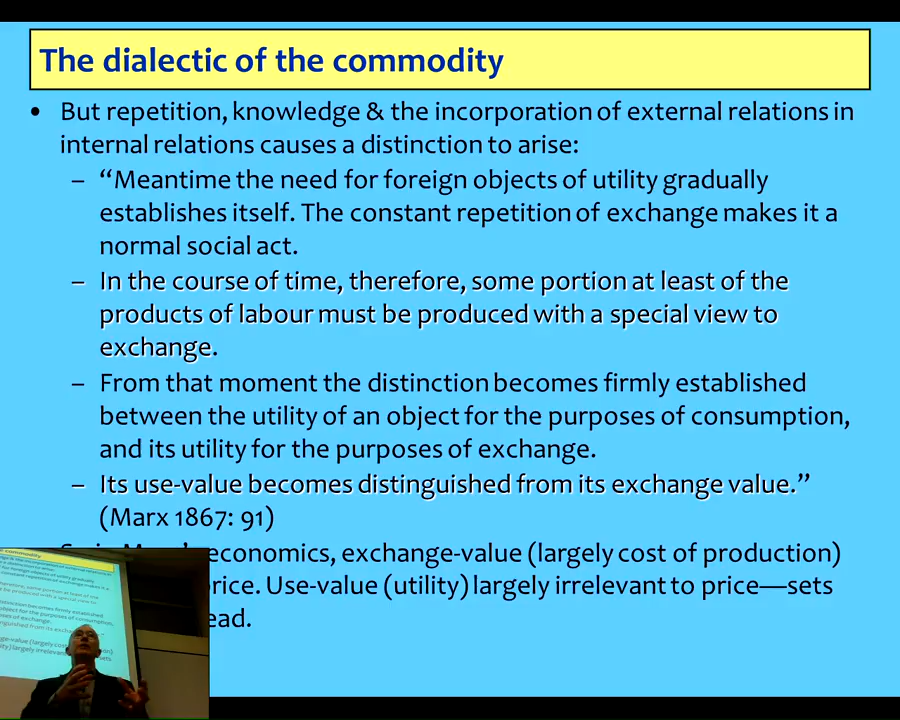 The dialectic of the commodity
• But repetition, knowledge & the incorporation of external relations in
internal relations causes a distinction to arise:
– “Meantime the need for foreign objects of utility gradually
establishes itself. The constant repetition of exchange makes it a
normal social act.
– In the course of time, therefore, some portion at least of the
products of labour must be produced with a special view to
exchange.
– From that moment the distinction becomes firmly established
between the utility of an object for the purposes of consumption,
and its utility for the purposes of exchange.
– Its use-value becomes distinguished from its exchange value.”
(Marx 1867: 91)
economics, exchange-value (largely cost of production)
price. Use-value (utility) largely irrelevant to price—sets